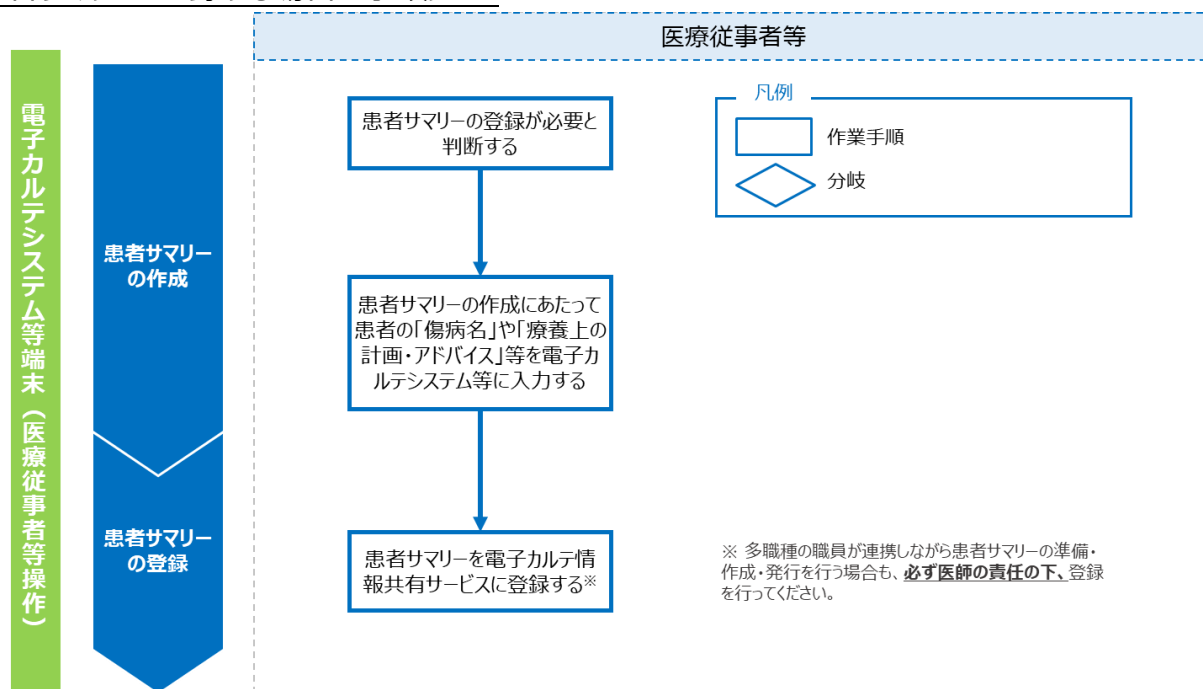 医療従事者等
電子カルテシステム等端末（医療従事者等操作）
患者サマリー
の作成
患者サマリーの登録が必要と
判断する
凡例
作業手順
分岐
患者サマリーの作成にあたって
患者の「傷病名」や「療養上の
計画・アドバイス」等を電子カ
ルテシステム等に入力する
患者サマリー
の登録
患者サマリーを電子カルテ情
報共有サービスに登録する※
※ 多職種の職員が連携しながら患者サマリーの準備・
作成・発行を行う場合も、必ず医師の責任の下、登録
を行ってください。